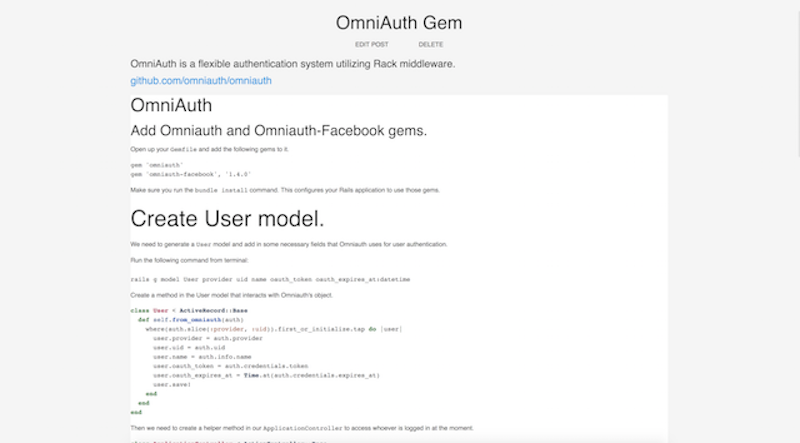 OmniAuth Gem
EDIT POST DELETE
OmniAuth is a flexible authentication system utilizing Rack middleware.
github.com/omniauth/omniauth
OmniAuth
Add Omniauth and Omniauth-Facebook gems.
Open up your Gemfile and add the following gems to it.
gem 'omniauth'
gem 'omniauth-facebook', '1.4.0'
Make sure you run the bundle install command. This configures your Rails application to use those gems.
Create User model.
We need to generate a User model and add in some necessary fields that Omniauth uses for user authentication.
Run the following command from terminal:
rails g model User provider uid name oauth_token oauth_expires_at:datetime
Create a method in the User model that interacts with Omniauth's object.
class User < ActiveRecord::Base
def self.from_omniauth(auth)
where(auth.slice(:provider, :uid)).first_or_initialize.tap do |user|
user.provider = auth.provider
user.uid = auth.uid
user.name = auth.info.name
user.oauth_token = auth.credentials.token
user.oauth_expires_at = Time.at(auth.credentials.expires_at)
user.save!
end
end
end
Then we need to create a helper method in our ApplicationController to access whoever is logged in at the moment.